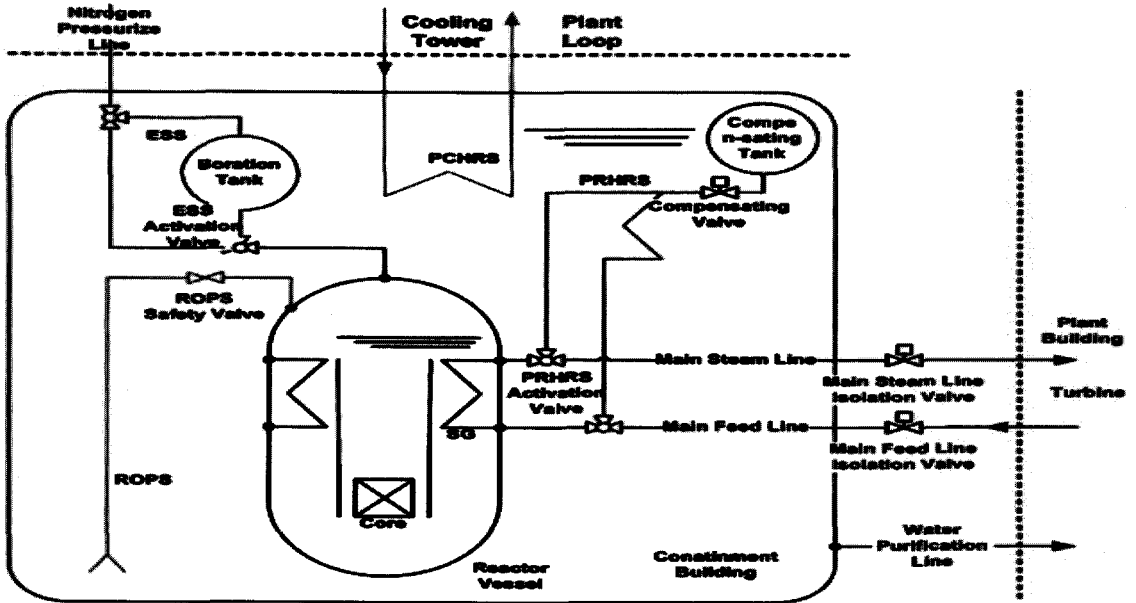 Nitrogen
Pressurize
Line
Cooling
Tower
Plant
Loop
ESS
Boration
Tank
PCHRS
Compe
n-sating
Tank
PRHRS
Compensating
Valve
ESS
Activation
Valve
ROPS
Safety Valve
Main Steam Line
Plant
Building
PRHRS
Activation
Valve
Main Steam Line
Isolation Valve
Turbine
SG
Main Feed Line
Main Feed Line
Isolation Valve
ROPS
Core
Water
Purification
Line
Reactor
Vessel
Conatinment
Building